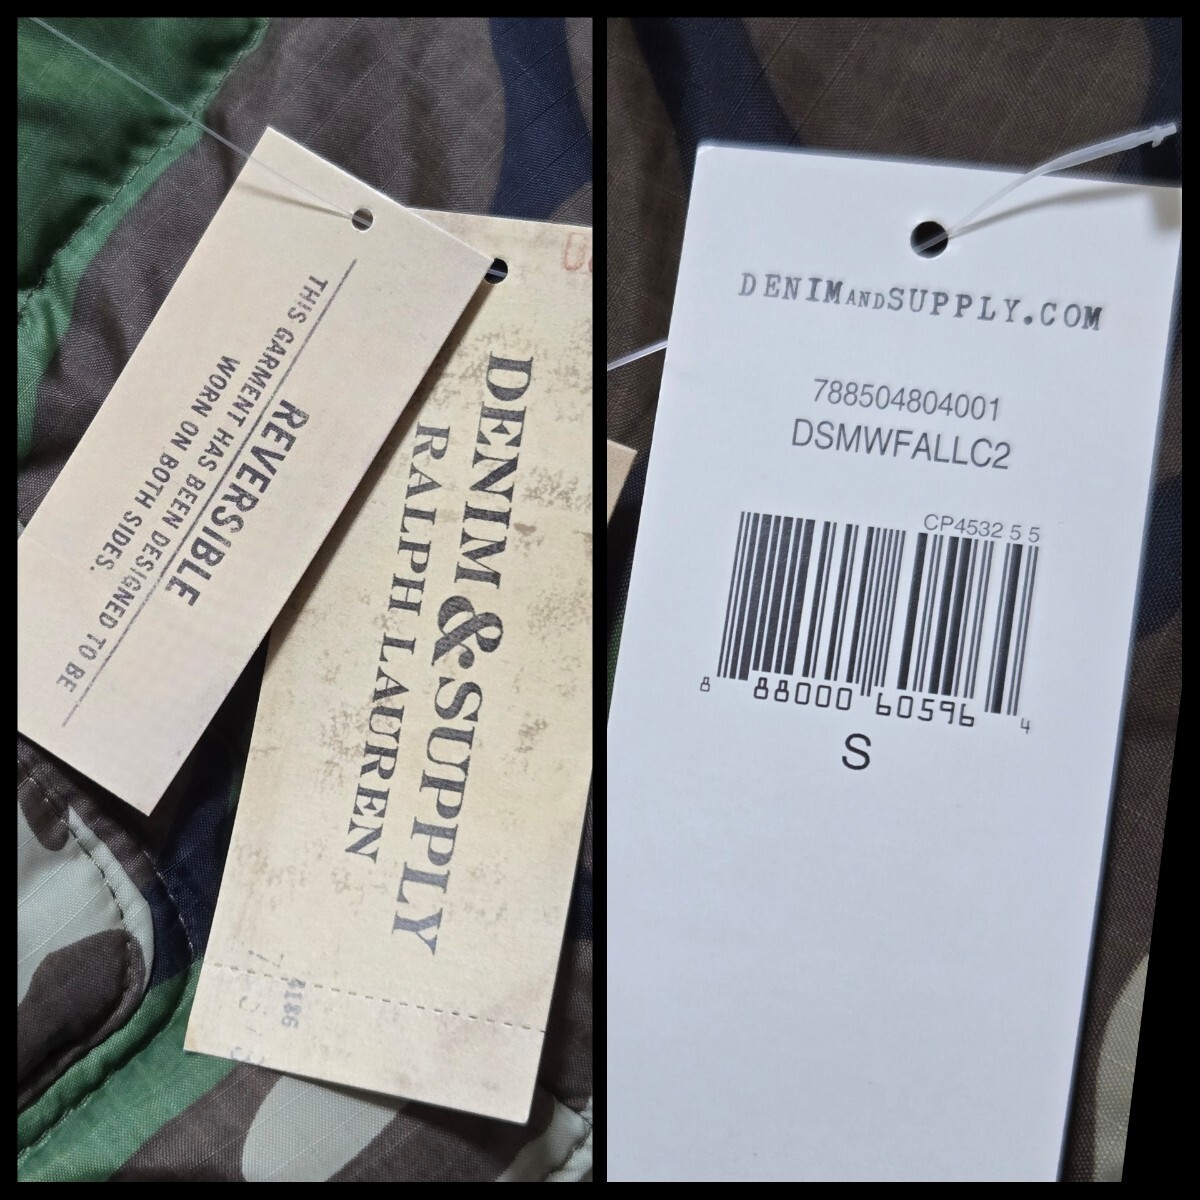 REVERSIBLE
THIS GARMENT HAS BEEN DESIGNED TO BE
WORN ON BOTH SIDES.
DENIM & SUPPLY
RALPH LAUREN
4186
DENIMANDSUPPLY.COM
788504804001
DSMWFALLC2
CP4532 5 5
8 88000 60596 4
S